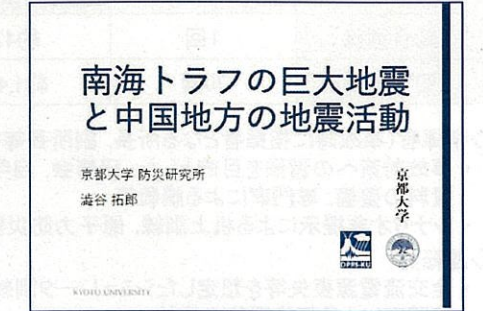 南海トラフの巨大地震
と中国地方の地震活動
京都大学 防災研究所
澁谷 拓郎
京都大学
DPRI-KU
KYOTO UNIVERSITY